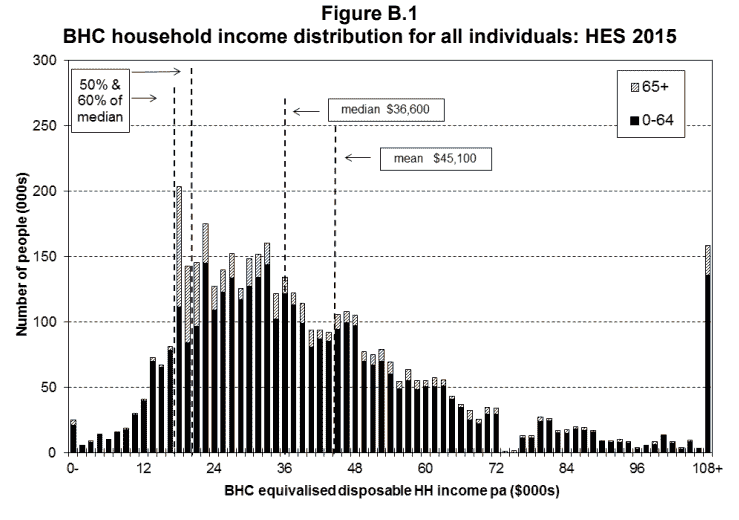 Figure B.1
BHC household income distribution for all individuals: HES 2015
300
250
200
150
100
50
0
Number of people (000s)
50% &
60% of
median
median $36,600
mean $45,100
65+
0-64
0- 12 24 36 48 60 72 84 96 108+
BHC equivalised disposable HH income pa ($000s)